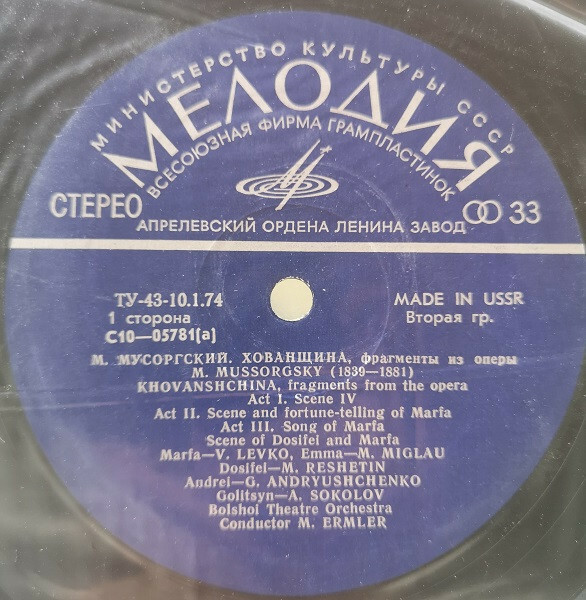 МИНИСТЕРСТВО КУЛЬТУРЫ СССР
МЕЛОДИЯ
ВСЕСОЮЗНАЯ ФИРМА ГРАМПЛАСТИНОК
СТЕРЕО
33
АПРЕЛЕВСКИЙ ОРДЕНА ЛЕНИНА ЗАВОД
ТУ-43-10.1.74
MADE IN USSR
1 сторона
Вторая гр.
С10—05781(а)
М. МУСОРГСКИЙ. ХОВАНЩИНА, фрагменты из оперы
M. MUSSORGSKY (1839—1881)
KHOVANSHCHINA, fragments from the opera
Act I. Scene IV
Act II. Scene and fortune-telling of Marfa
Act III. Song of Marfa
Scene of Dosifei and Marfa
Marfa—V. LEVKO, Emma—M. MIGLAU
Dosifei—M. RESHETIN
Andrei—G. ANDRYUSHCHENKO
Golitsyn—A. SOKOLOV
Bolshoi Theatre Orchestra
Conductor M. ERMLER